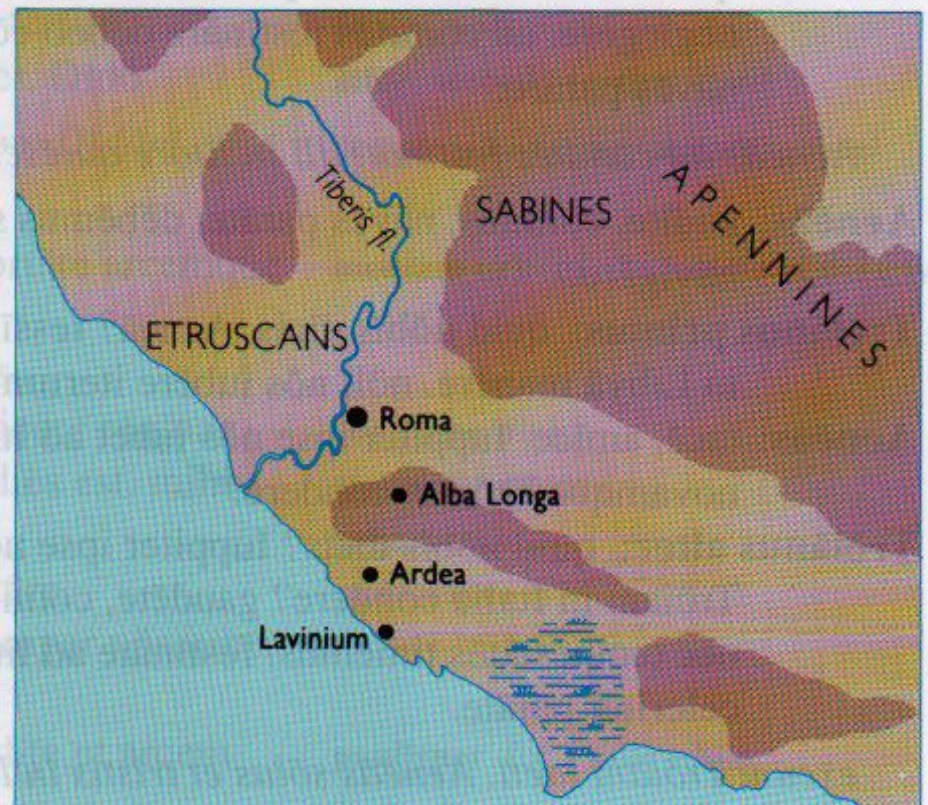 Tiberis fl.
SABINES
APENNINES
ETRUSCANS
Roma
Alba Longa
Ardea
Lavinium